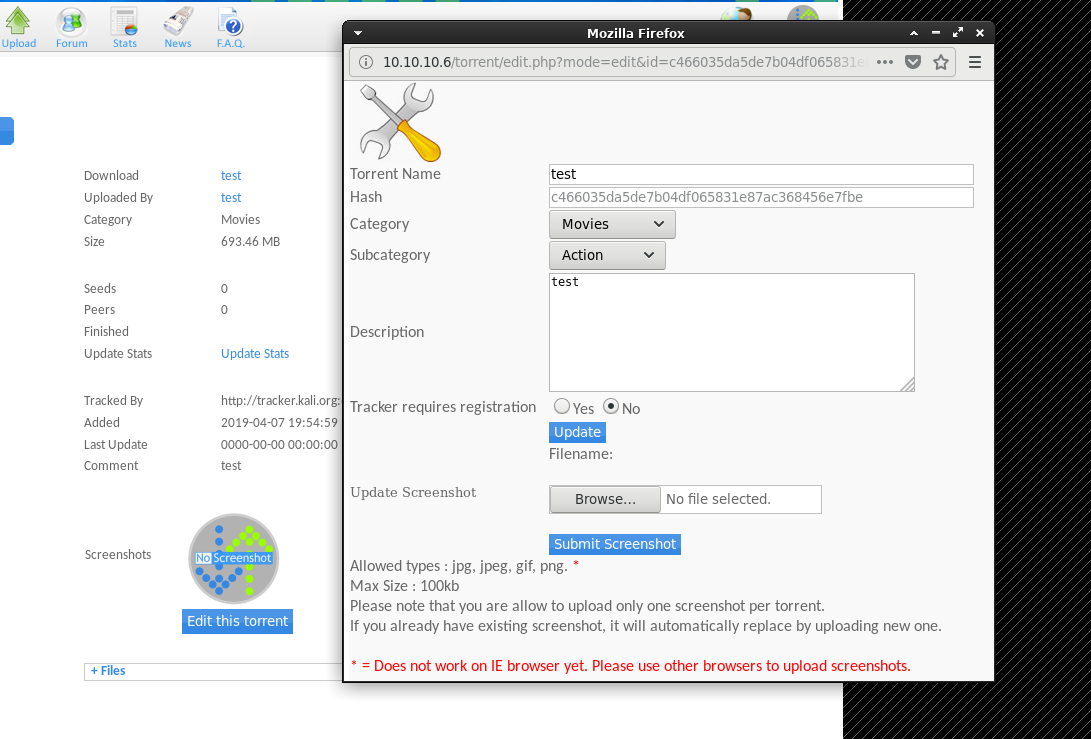 Upload Forum Stats News F.A.Q.
Download test
Uploaded By test
Category Movies
Size 693.46 MB
Seeds 0
Peers 0
Finished
Update Stats Update Stats
Tracked By http://tracker.kali.org:
Added 2019-04-07 19:54:59
Last Update 0000-00-00 00:00:00
Comment test
Screenshots No Screenshot
Edit this torrent
+ Files
Mozilla Firefox
10.10.10.6/torrent/edit.php?mode=edit&id=c466035da5de7b04df065831e
Torrent Name test
Hash c466035da5de7b04df065831e87ac368456e7fbe
Category Movies
Subcategory Action
Description test
Tracker requires registration Yes No
Update
Filename:
Update Screenshot Browse... No file selected.
Submit Screenshot
Allowed types : jpg, jpeg, gif, png. *
Max Size : 100kb
Please note that you are allow to upload only one screenshot per torrent.
If you already have existing screenshot, it will automatically replace by uploading new one.
* = Does not work on IE browser yet. Please use other browsers to upload screenshots.